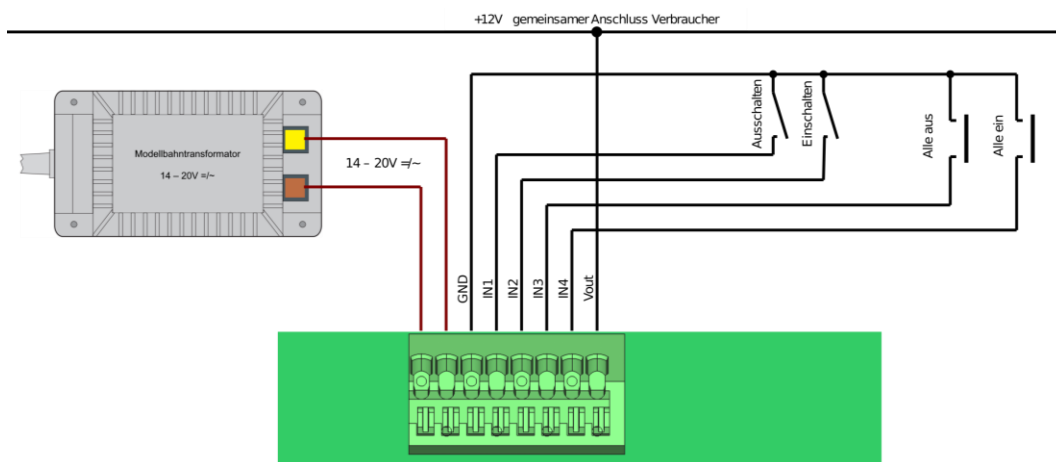 +12V gemeinsamer Anschluss Verbraucher
Modellbahntransformator
14 – 20V =/~
14 – 20V =/~
Ausschalten
Einschalten
Alle aus
Alle ein
GND
IN1
IN2
IN3
IN4
Vout